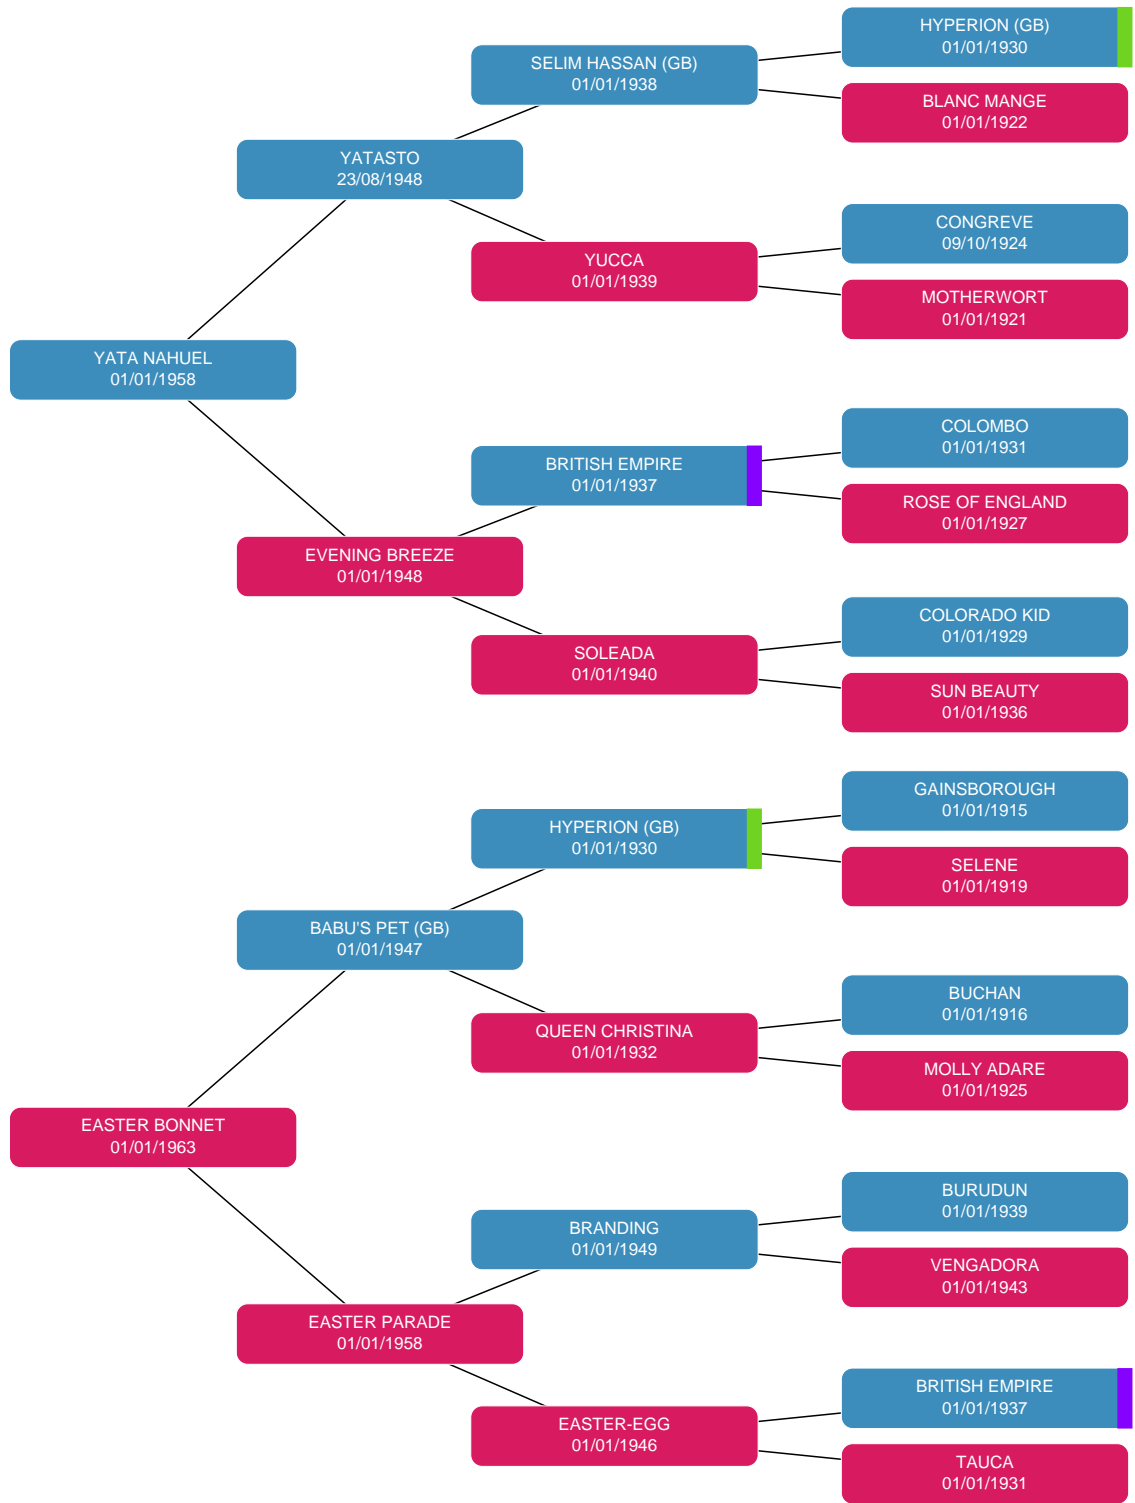 HYPERION (GB)
01/01/1930
SELIM HASSAN (GB)
01/01/1938
BLANC MANGE
01/01/1922
YATASTO
23/08/1948
CONGREVE
09/10/1924
YUCCA
01/01/1939
MOTHERWORT
01/01/1921
YATA NAHUEL
01/01/1958
COLOMBO
01/01/1931
BRITISH EMPIRE
01/01/1937
ROSE OF ENGLAND
01/01/1927
EVENING BREEZE
01/01/1948
COLORADO KID
01/01/1929
SOLEADA
01/01/1940
SUN BEAUTY
01/01/1936
GAINSBOROUGH
01/01/1915
HYPERION (GB)
01/01/1930
SELENE
01/01/1919
BABU'S PET (GB)
01/01/1947
BUCHAN
01/01/1916
QUEEN CHRISTINA
01/01/1932
MOLLY ADARE
01/01/1925
EASTER BONNET
01/01/1963
BURUDUN
01/01/1939
BRANDING
01/01/1949
VENGADORA
01/01/1943
EASTER PARADE
01/01/1958
BRITISH EMPIRE
01/01/1937
EASTER-EGG
01/01/1946
TAUCA
01/01/1931